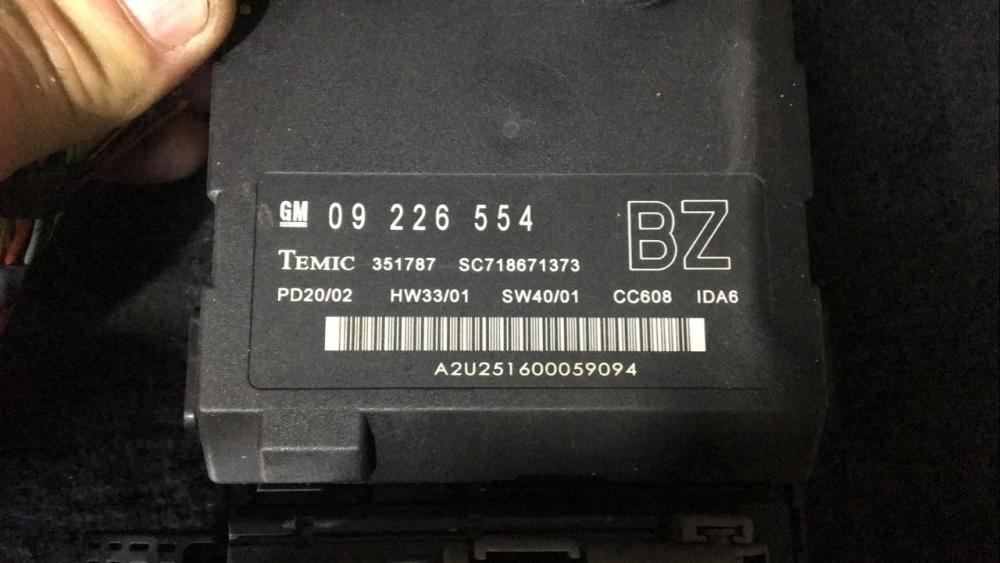 GM 09 226 554 BZ
TEMIC 351787 SC718671373
PD20/02 HW33/01 SW40/01 CC608 IDA6
A2U251600059094